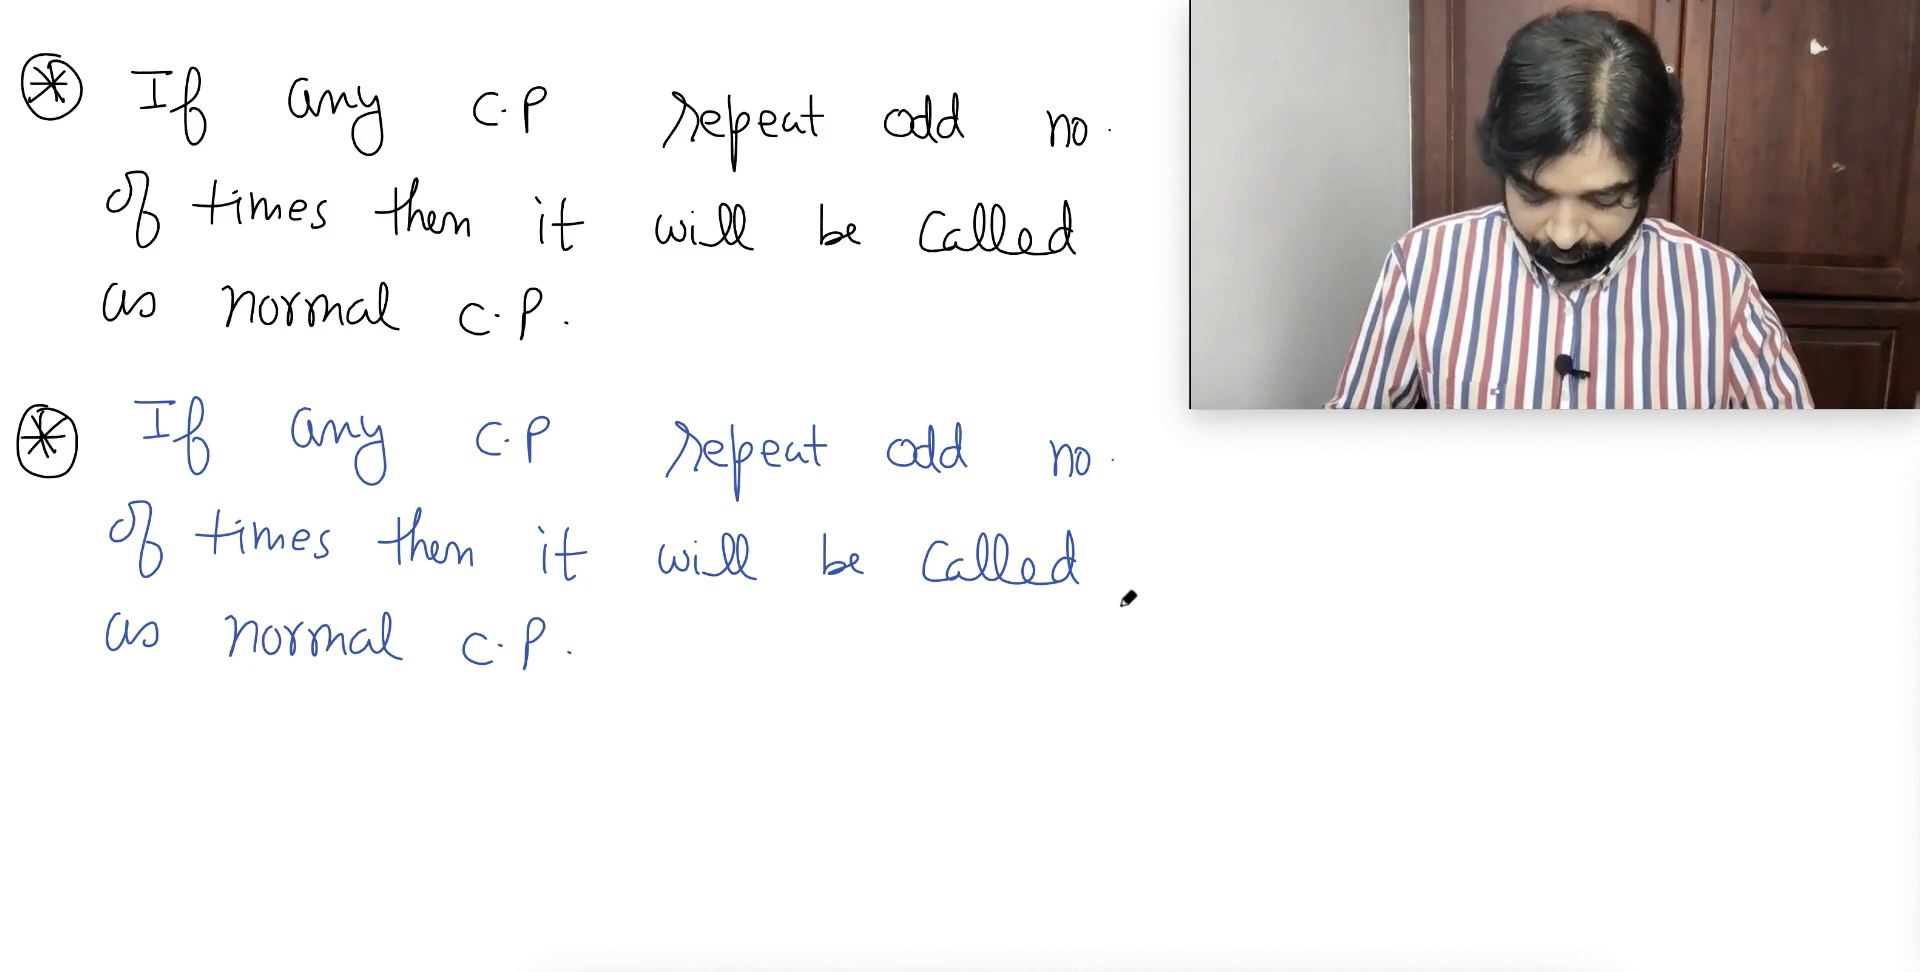 If any C.P repeat odd no.
of times then it will be Called
as normal C.P.
If any C.P repeat odd no.
of times then it will be Called
as normal C.P.